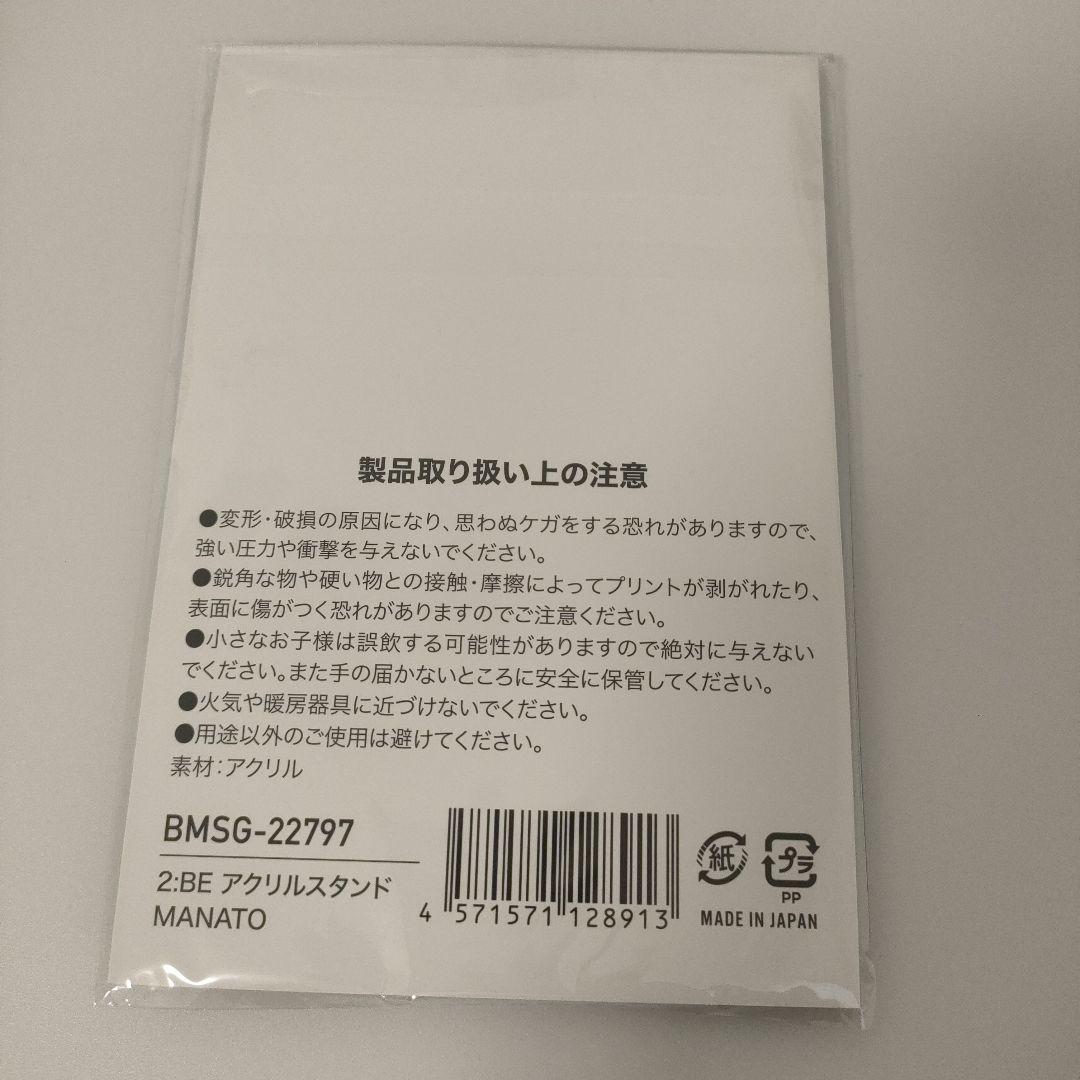 製品取り扱い上の注意
●変形・破損の原因になり、思わぬケガをする恐れがありますので、
強い圧力や衝撃を与えないでください。
●鋭角な物や硬い物との接触・摩擦によってプリントが剥がれたり、
表面に傷がつく恐れがありますのでご注意ください。
●小さなお子様は誤飲する可能性がありますので絶対に与えない
でください。また手の届かないところに安全に保管してください。
●火気や暖房器具に近づけないでください。
●用途以外のご使用は避けてください。
素材：アクリル
BMSG-22797
2:BE アクリルスタンド
MANATO
4 571571 128913
紙 プラ
PP
MADE IN JAPAN